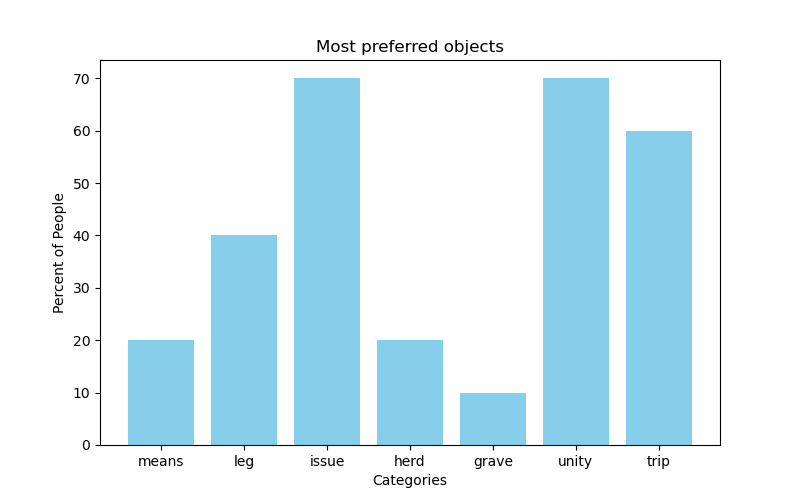 Most preferred objects
70
60
50
40
30
20
10
0
Percent of People
means leg issue herd grave unity trip
Categories